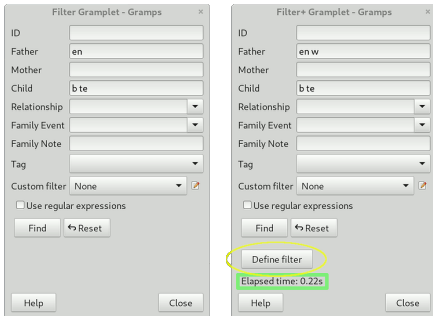 Filter Gramplet - Gramps ×
ID
Father en
Mother
Child b te
Relationship
Family Event
Family Note
Tag
Custom filter None
Use regular expressions
Find Reset
Help Close
Filter+ Gramplet - Gramps ×
ID
Father en w
Mother
Child b te
Relationship
Family Event
Family Note
Tag
Custom filter None
Use regular expressions
Find Reset
Define filter
Elapsed time: 0.22s
Help Close